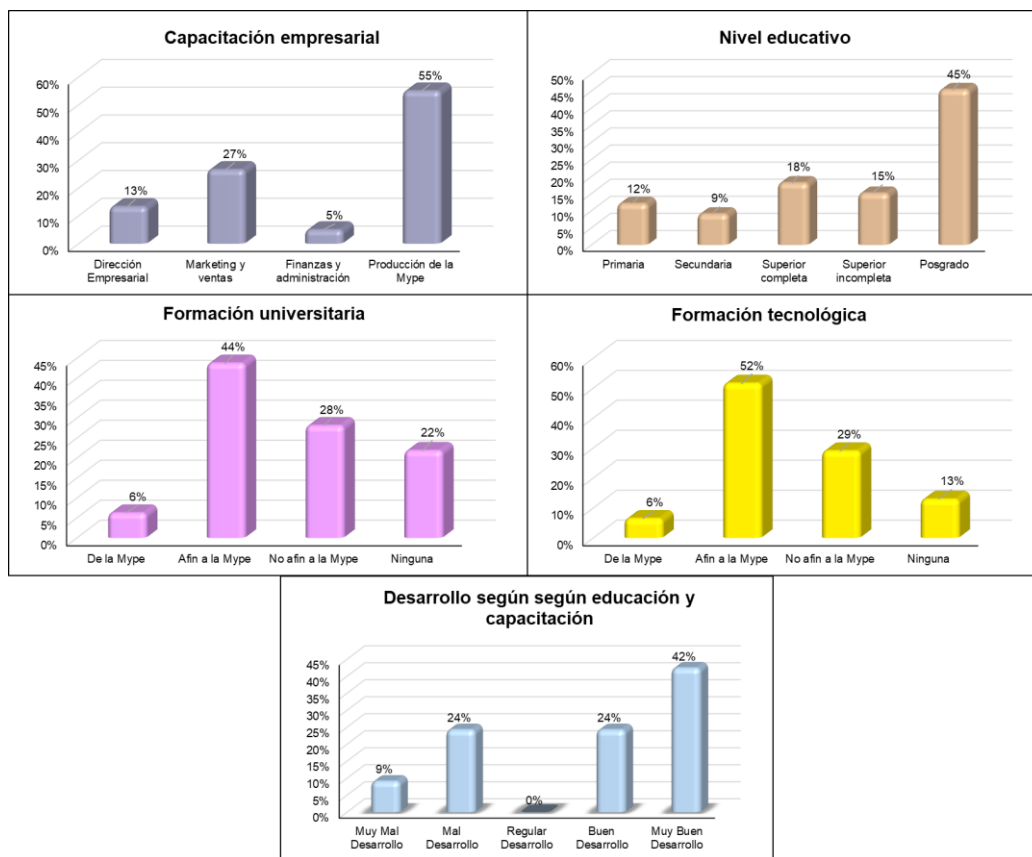 Capacitación empresarial
60%
50%
40%
30%
20%
10%
0%
13%
27%
5%
55%
Dirección
Empresarial
Marketing y
ventas
Finanzas y
administración
Producción de la
Mype
Nivel educativo
50%
45%
40%
35%
30%
25%
20%
15%
10%
5%
0%
12%
9%
18%
15%
45%
Primaria
Secundaria
Superior
completa
Superior
incompleta
Posgrado
Formación universitaria
45%
40%
35%
30%
25%
20%
15%
10%
5%
0%
6%
44%
28%
22%
De la Mype
Afin a la Mype
No afin a la Mype
Ninguna
Formación tecnológica
60%
50%
40%
30%
20%
10%
0%
6%
52%
29%
13%
De la Mype
Afin a la Mype
No afin a la Mype
Ninguna
Desarrollo según según educación y
capacitación
45%
40%
35%
30%
25%
20%
15%
10%
5%
0%
9%
24%
0%
24%
42%
Muy Mal
Desarrollo
Mal
Desarrollo
Regular
Desarrollo
Buen
Desarrollo
Muy Buen
Desarrollo